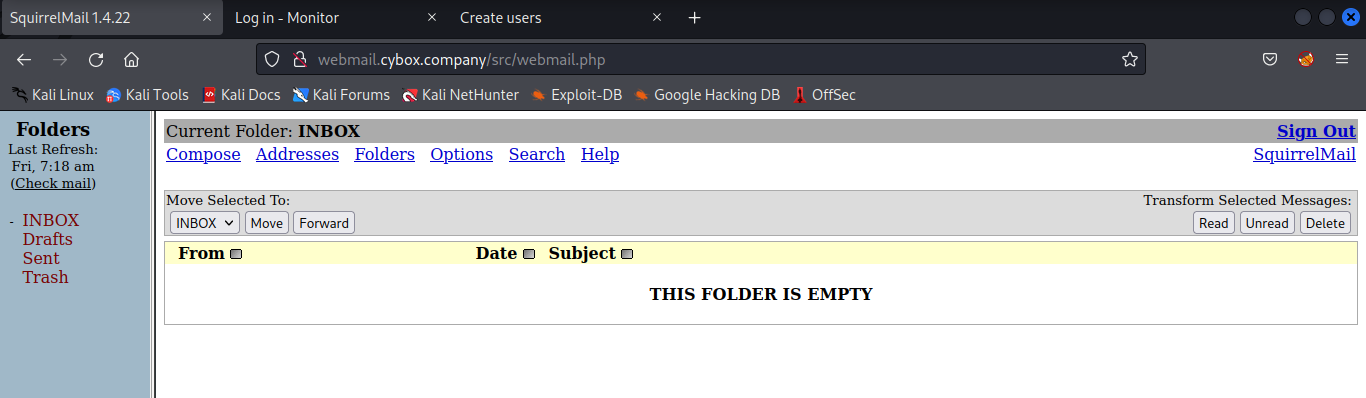 SquirrelMail 1.4.22
Log in - Monitor
Create users
webmail.cybox.company/src/webmail.php
Kali Linux Kali Tools Kali Docs Kali Forums Kali NetHunter Exploit-DB Google Hacking DB OffSec
Folders
Last Refresh:
Fri, 7:18 am
(Check mail)
- INBOX
Drafts
Sent
Trash
Current Folder: INBOX Sign Out
Compose Addresses Folders Options Search Help SquirrelMail
Move Selected To: Transform Selected Messages:
INBOX Move Forward Read Unread Delete
From Date Subject
THIS FOLDER IS EMPTY